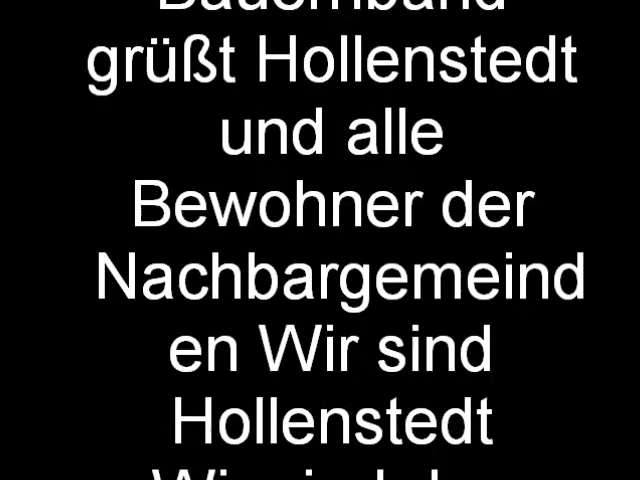 grüßt Hollenstedt
und alle
Bewohner der
Nachbargemeind
en Wir sind
Hollenstedt